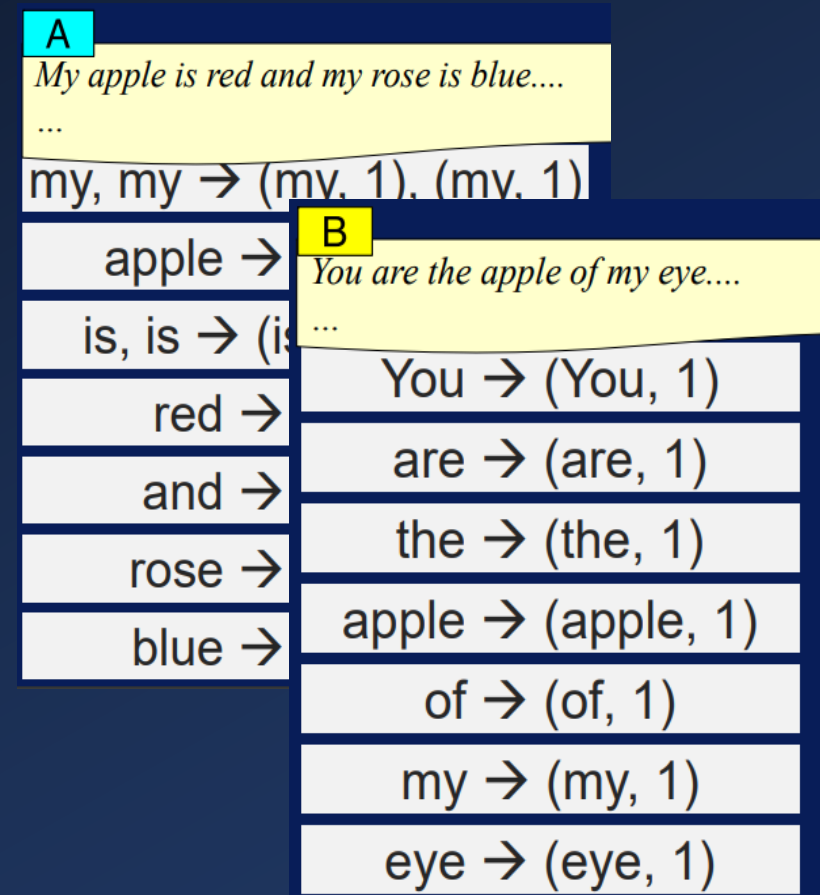 A
My apple is red and my rose is blue....
...
my, my → (my, 1), (my, 1)
apple →
is, is → (is
red →
and →
rose →
blue →
B
You are the apple of my eye....
...
You → (You, 1)
are → (are, 1)
the → (the, 1)
apple → (apple, 1)
of → (of, 1)
my → (my, 1)
eye → (eye, 1)